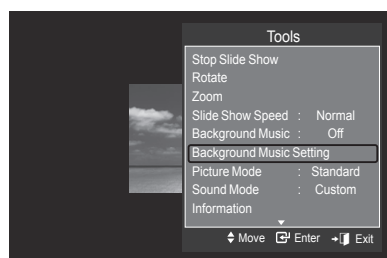 Tools
Stop Slide Show
Rotate
Zoom
Slide Show Speed : Normal
Background Music : Off
Background Music Setting
Picture Mode : Standard
Sound Mode : Custom
Information
Move Enter Exit